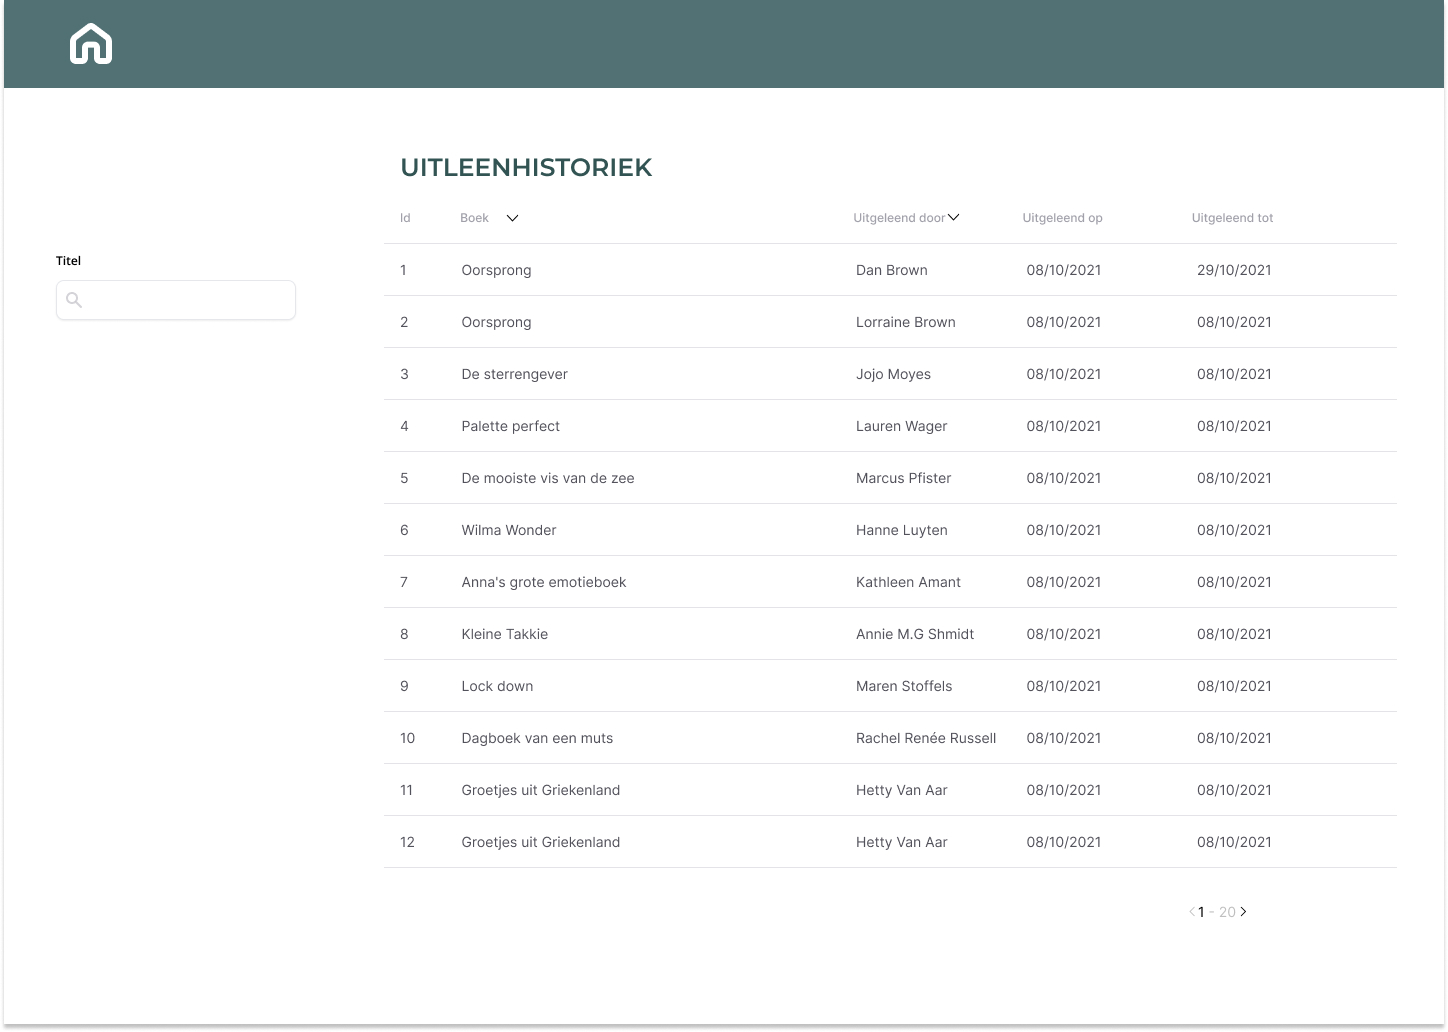 UITLEENHISTORIEK
Id Boek Uitgeleend door Uitgeleend op Uitgeleend tot
Titel
1 Oorsprong Dan Brown 08/10/2021 29/10/2021
2 Oorsprong Lorraine Brown 08/10/2021 08/10/2021
3 De sterrengever Jojo Moyes 08/10/2021 08/10/2021
4 Palette perfect Lauren Wager 08/10/2021 08/10/2021
5 De mooiste vis van de zee Marcus Pfister 08/10/2021 08/10/2021
6 Wilma Wonder Hanne Luyten 08/10/2021 08/10/2021
7 Anna's grote emotieboek Kathleen Amant 08/10/2021 08/10/2021
8 Kleine Takkie Annie M.G Shmidt 08/10/2021 08/10/2021
9 Lock down Maren Stoffels 08/10/2021 08/10/2021
10 Dagboek van een muts Rachel Renée Russell 08/10/2021 08/10/2021
11 Groetjes uit Griekenland Hetty Van Aar 08/10/2021 08/10/2021
12 Groetjes uit Griekenland Hetty Van Aar 08/10/2021 08/10/2021
1 - 20